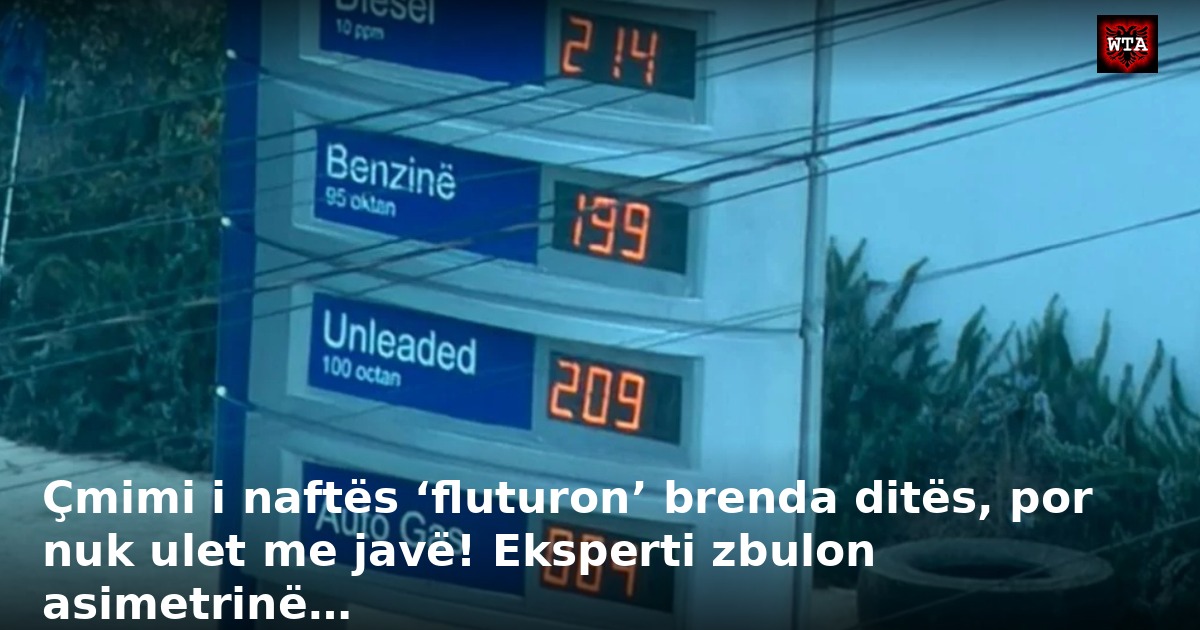 Diesel
10 ppm
214
WTA
Benzinë
95 oktan
199
Unleaded
100 octan
209
Auto Gas
Çmimi i naftës ‘fluturon’ brenda ditës, por
nuk ulet me javë! Eksperti zbulon
asimetrinë...